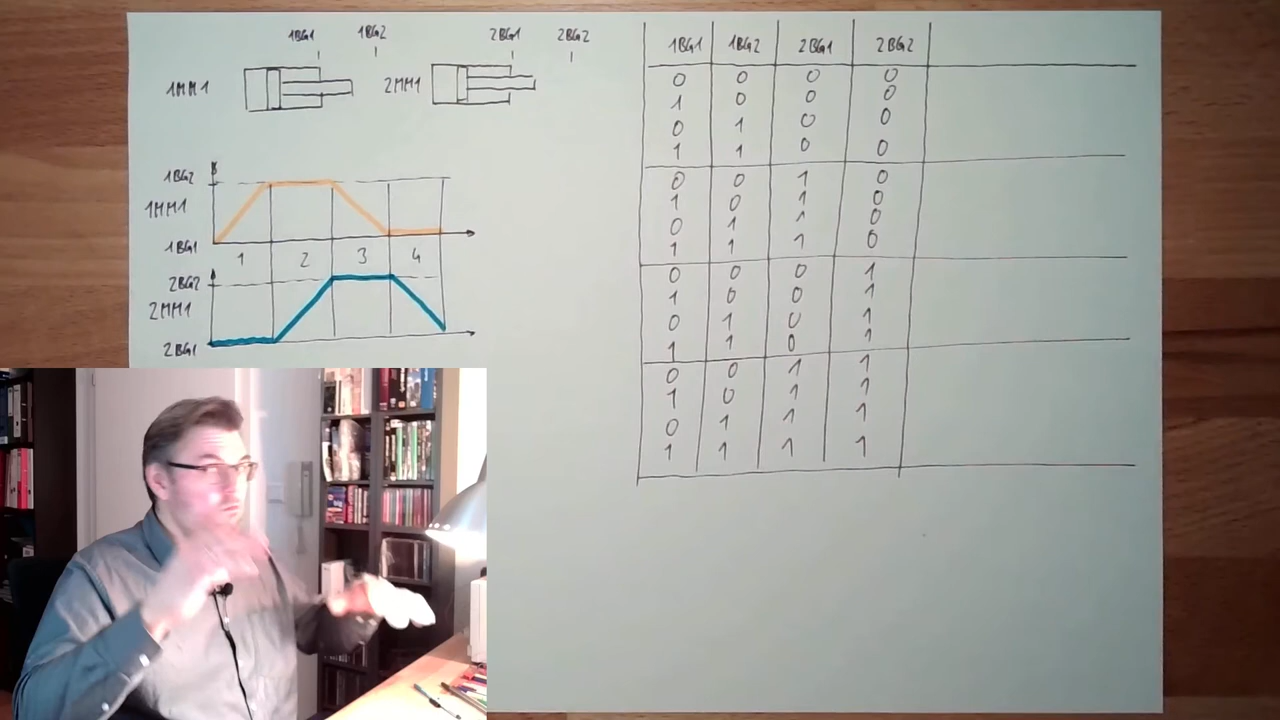 1BG1 1BG2 2BG1 2BG2
1MM1 2MM1
1BG2
1MM1
1BG1
1 2 3 4
2BG2
2MM1
2BG1
1BG1 1BG2 2BG1 2BG2
0 0 0 0
1 0 0 0
0 1 0 0
1 1 0 0
0 0 1 0
1 0 1 0
0 1 1 0
1 1 1 0
0 0 0 1
1 0 0 1
0 1 0 1
1 1 0 1
0 0 1 1
1 0 1 1
0 1 1 1
1 1 1 1